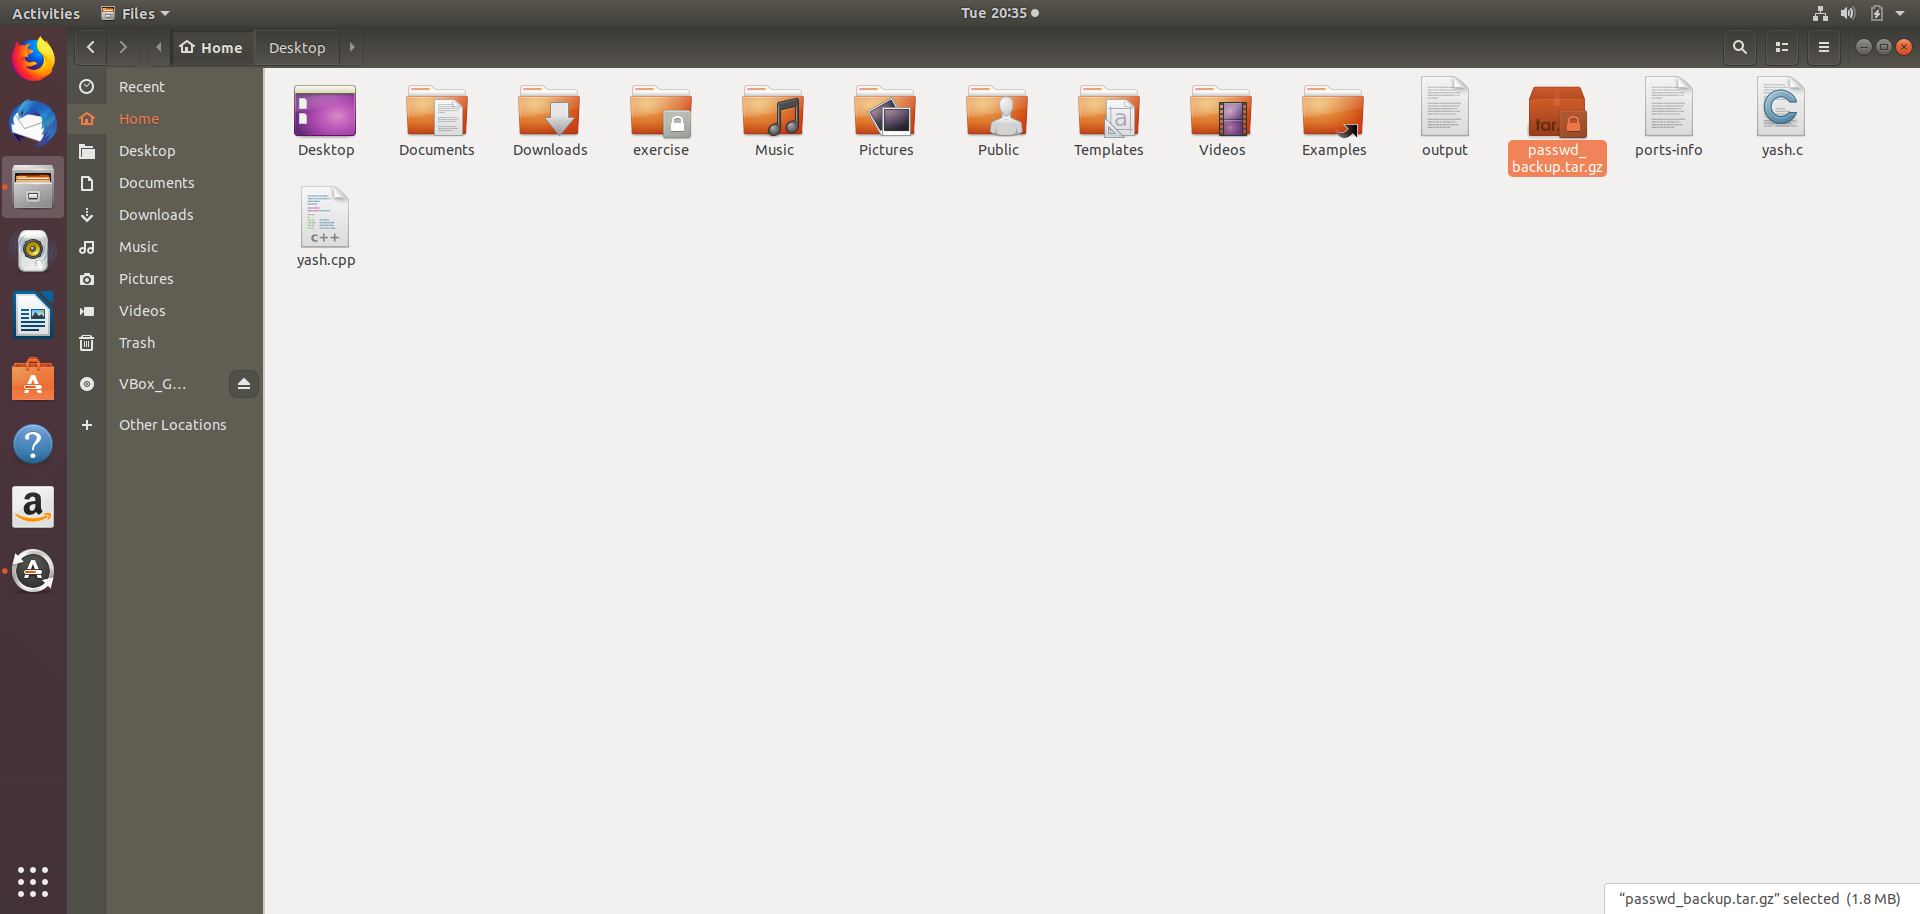 Activities
Files
Tue 20:35
Home
Desktop
Recent
Home
Desktop
Documents
Downloads
Music
Pictures
Videos
Trash
VBox_G...
Other Locations
Desktop
Documents
Downloads
exercise
Music
Pictures
Public
Templates
Videos
Examples
output
tar.
passwd_
backup.tar.gz
ports-info
yash.c
c++
yash.cpp
“passwd_backup.tar.gz” selected (1.8 MB)